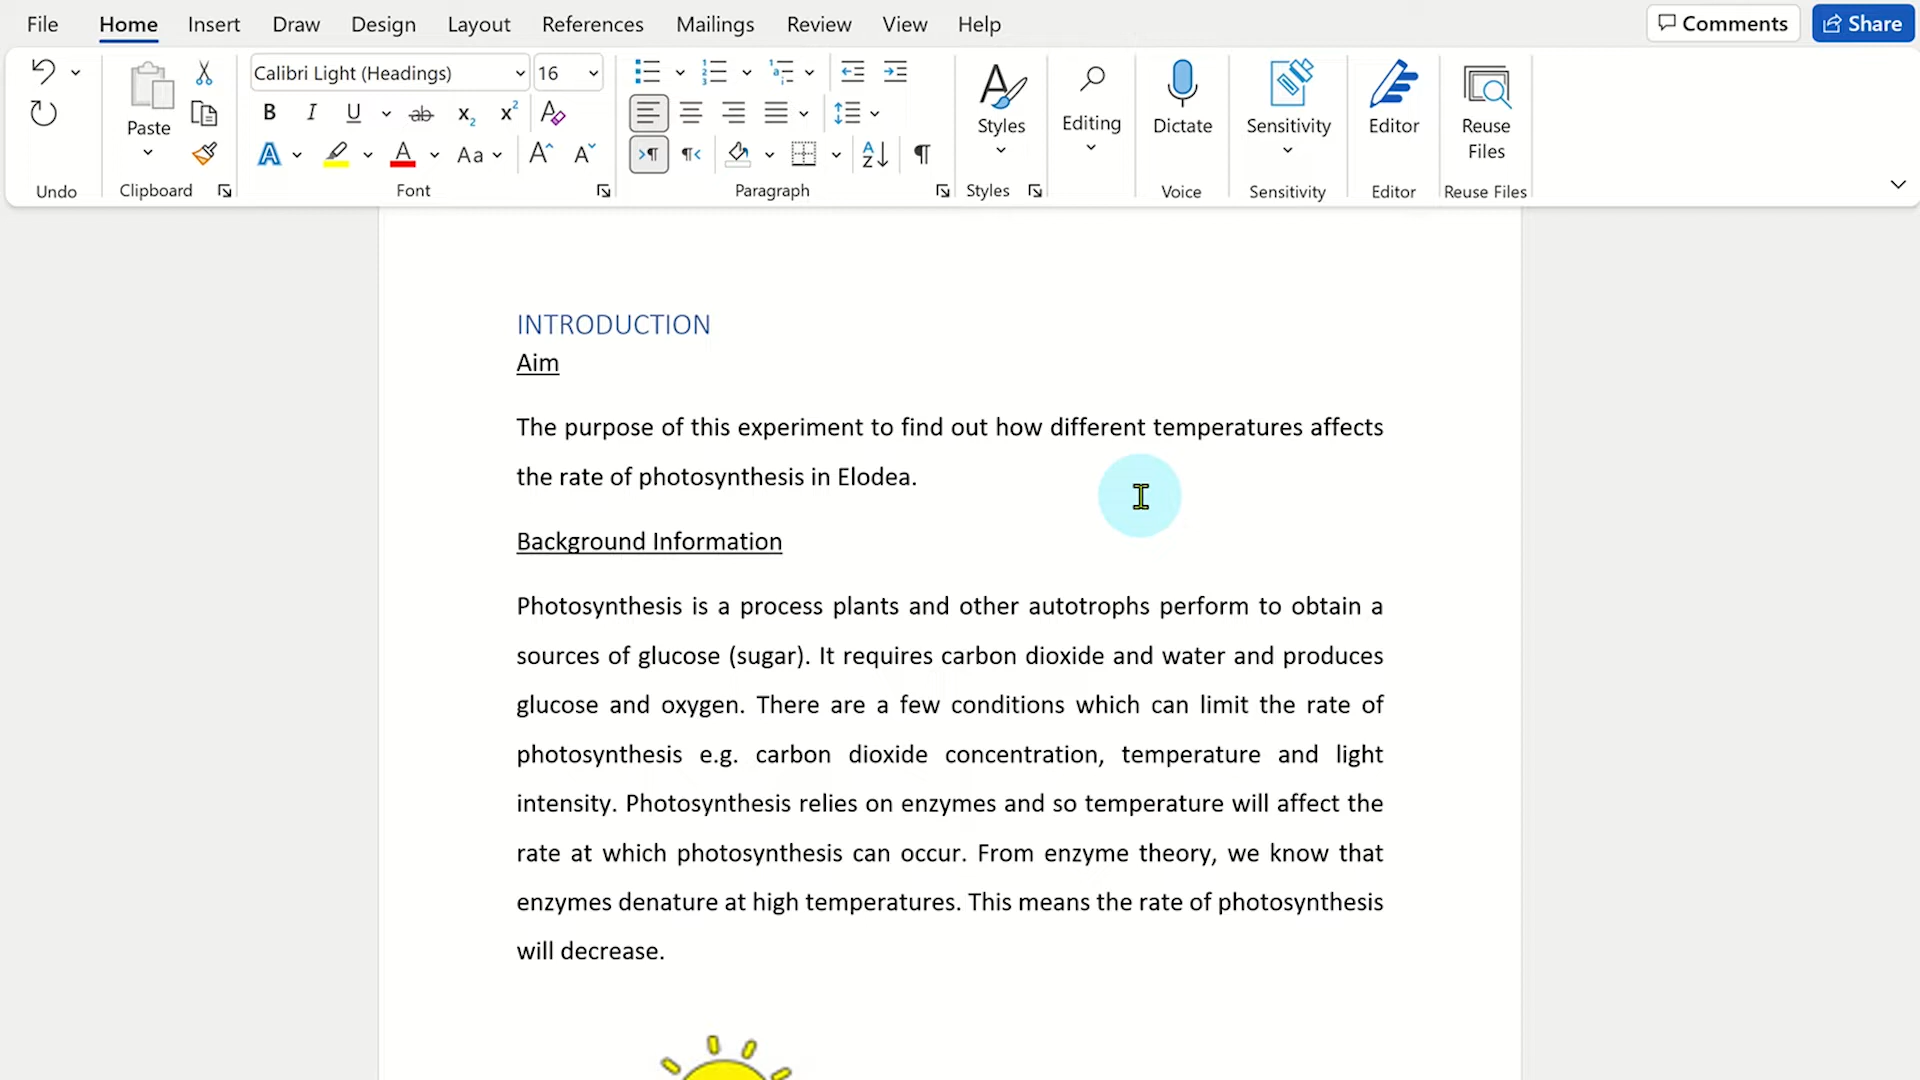 File Home Insert Draw Design Layout References Mailings Review View Help Comments Share
Calibri Light (Headings) 16
Paste
B I U ab x₂ x²
A Aa A A
Styles Editing Dictate Sensitivity Editor Reuse Files
Undo Clipboard Font Paragraph Styles Voice Sensitivity Editor Reuse Files
INTRODUCTION
Aim
The purpose of this experiment to find out how different temperatures affects
the rate of photosynthesis in Elodea.
Background Information
Photosynthesis is a process plants and other autotrophs perform to obtain a
sources of glucose (sugar). It requires carbon dioxide and water and produces
glucose and oxygen. There are a few conditions which can limit the rate of
photosynthesis e.g. carbon dioxide concentration, temperature and light
intensity. Photosynthesis relies on enzymes and so temperature will affect the
rate at which photosynthesis can occur. From enzyme theory, we know that
enzymes denature at high temperatures. This means the rate of photosynthesis
will decrease.